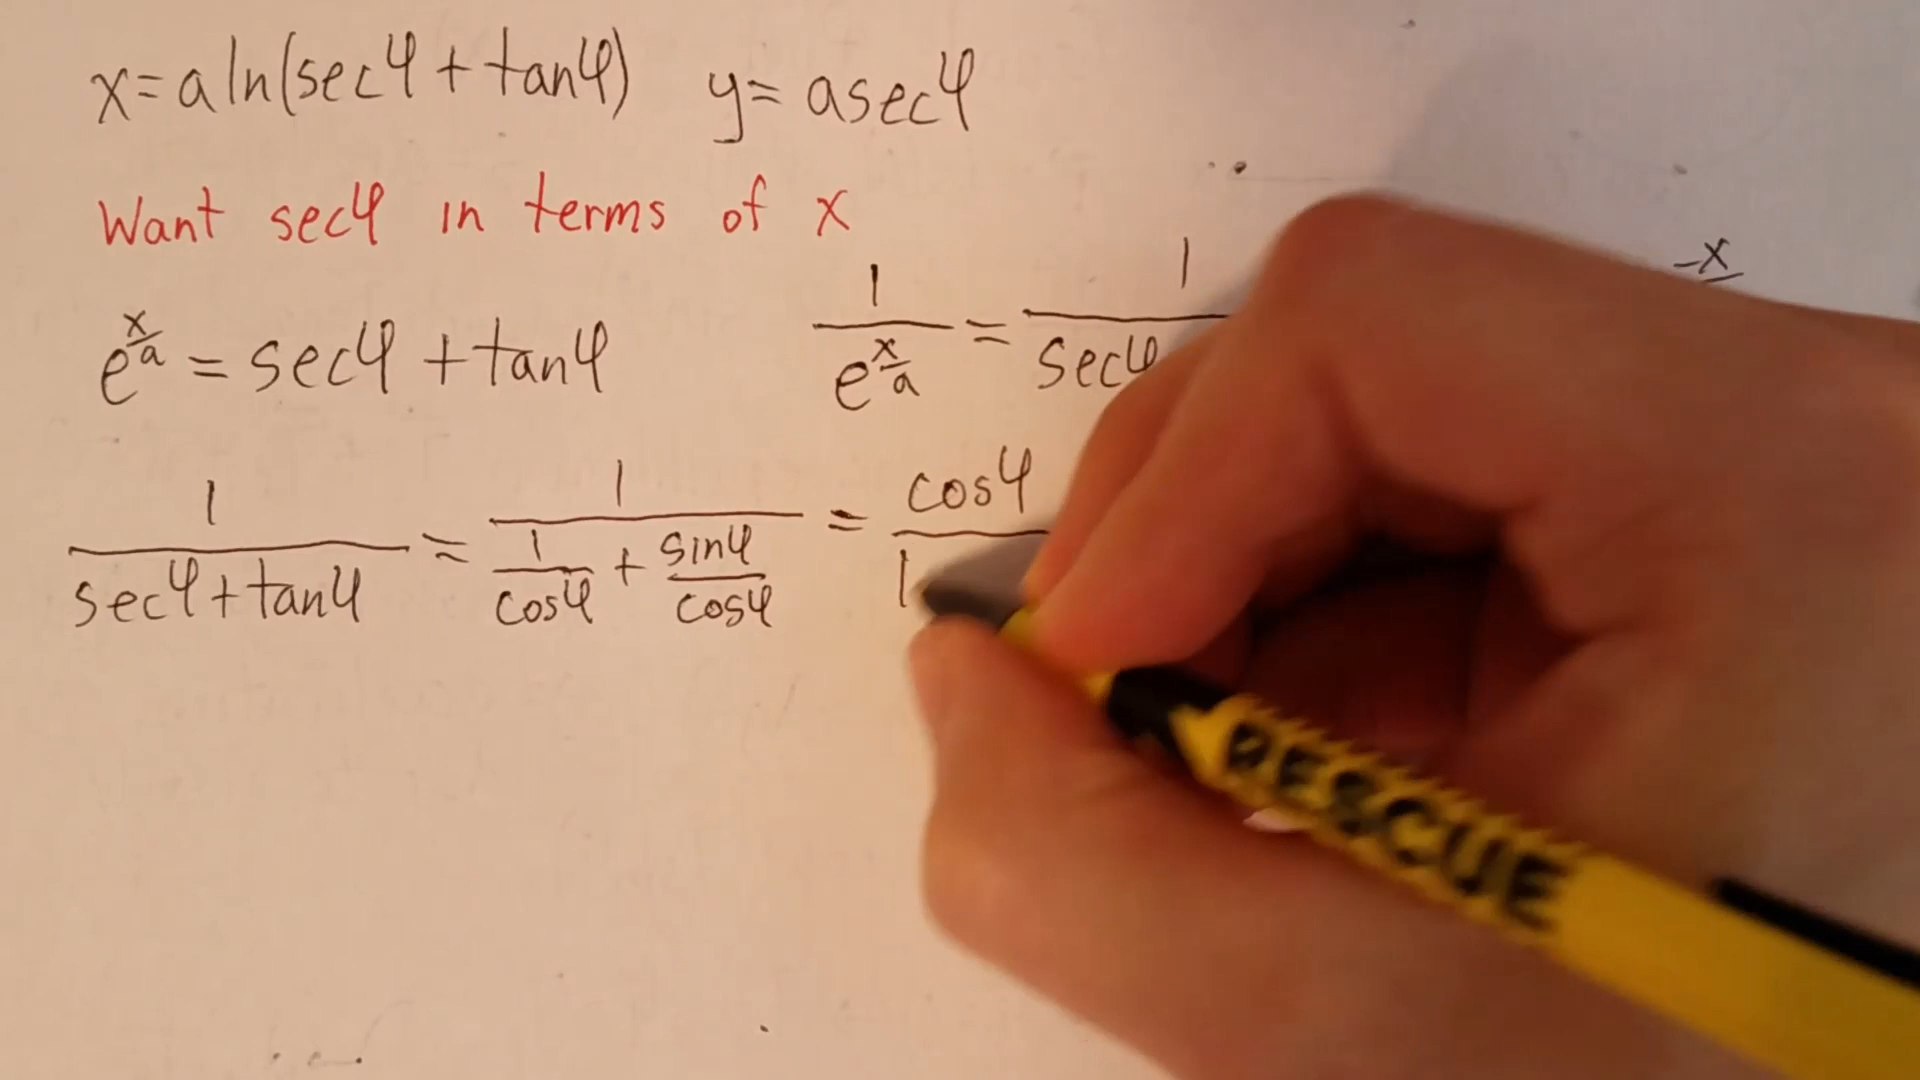 x = a ln(secψ + tanψ) y = a secψ
Want secψ in terms of x
e^(x/a) = secψ + tanψ 1/e^(x/a) = 1/secψ -x
1/(secψ + tanψ) = 1/(1/cosψ + sinψ/cosψ) = cosψ/1
RESCUE